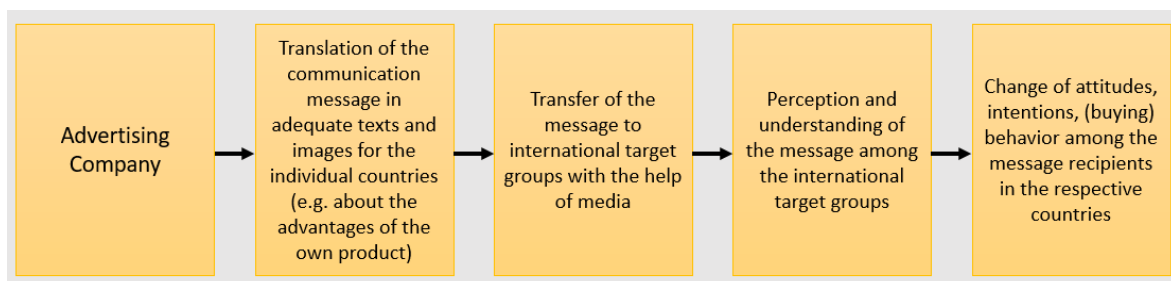 Advertising
Company
Translation of the
communication
message in
adequate texts and
images for the
individual countries
(e.g. about the
advantages of the
own product)
Transfer of the
message to
international target
groups with the help
of media
Perception and
understanding of
the message among
the international
target groups
Change of attitudes,
intentions, (buying)
behavior among the
message recipients
in the respective
countries